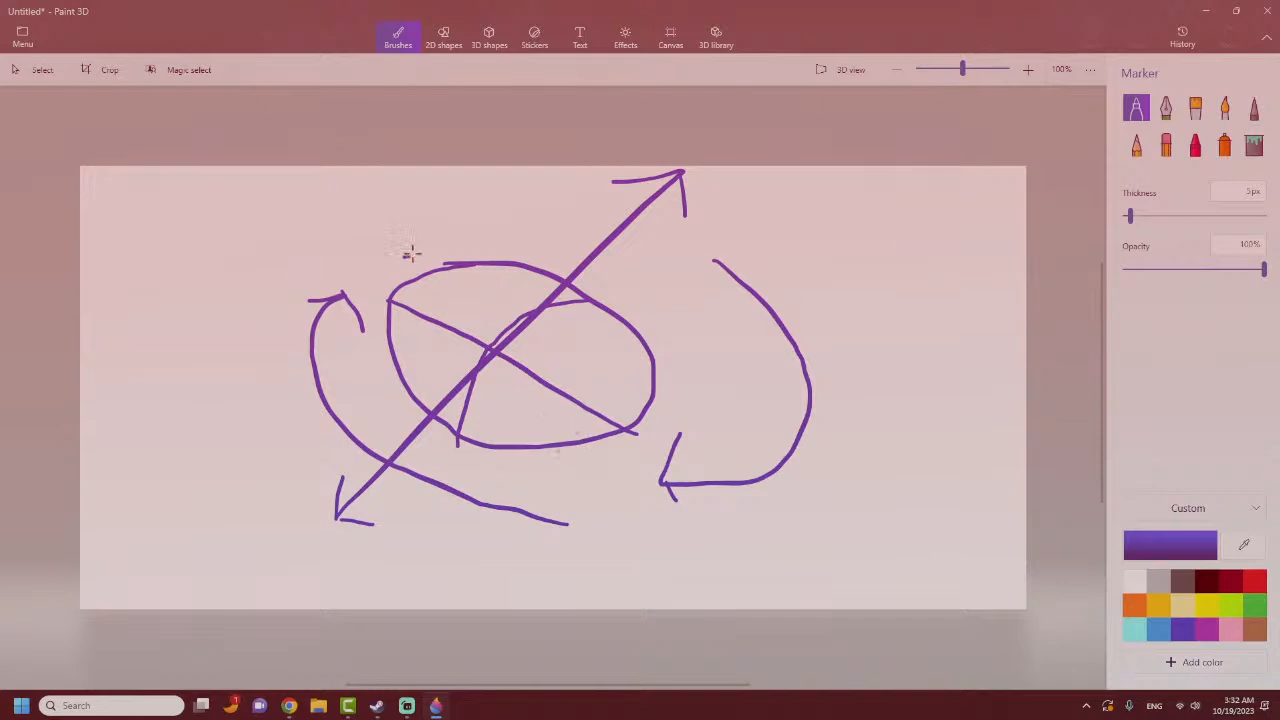 Untitled* - Paint 3D
Menu
Brushes
2D shapes
3D shapes
Stickers
Text
Effects
Canvas
3D library
History
Select
Crop
Magic select
3D view
100%
Marker
Thickness
5px
Opacity
100%
Custom
Add color
Search
3:32 AM
10/19/2023